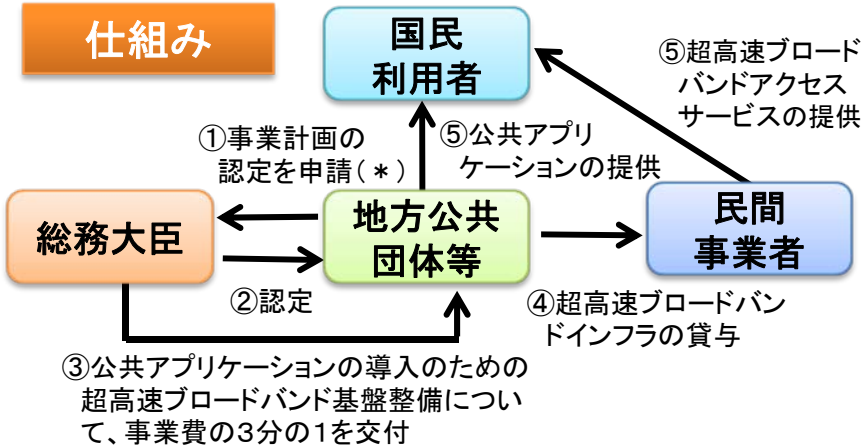 仕組み
国民
利用者
⑤超高速ブロード
バンドアクセス
サービスの提供
①事業計画の
認定を申請(＊)
⑤公共アプリ
ケーションの提供
総務大臣
地方公共
団体等
民間
事業者
②認定
④超高速ブロードバン
ドインフラの貸与
③公共アプリケーションの導入のための
超高速ブロードバンド基盤整備につい
て、事業費の3分の1を交付